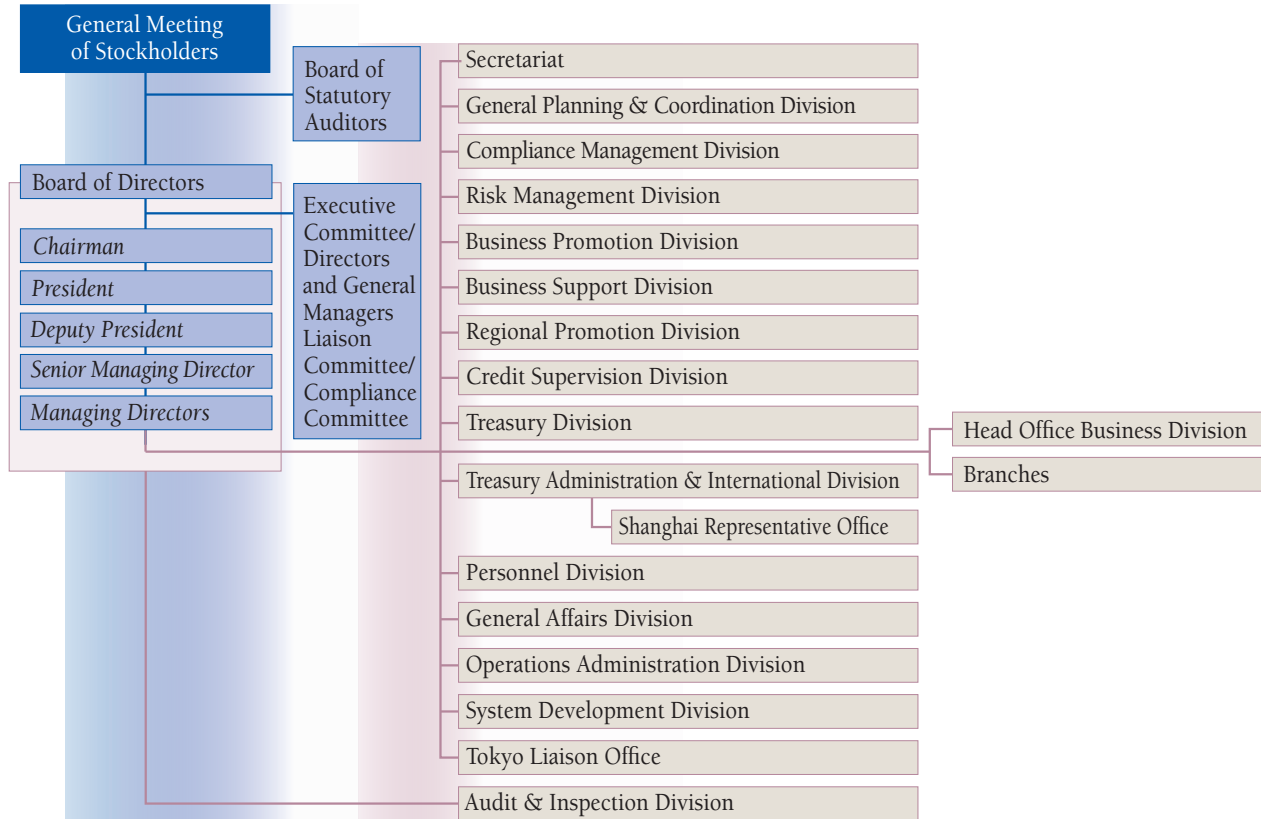 General Meeting
of Stockholders
Board of
Statutory
Auditors
Board of Directors
Chairman
President
Deputy President
Senior Managing Director
Managing Directors
Executive
Committee/
Directors
and General
Managers
Liaison
Committee/
Compliance
Committee
Secretariat
General Planning & Coordination Division
Compliance Management Division
Risk Management Division
Business Promotion Division
Business Support Division
Regional Promotion Division
Credit Supervision Division
Treasury Division
Treasury Administration & International Division
Shanghai Representative Office
Personnel Division
General Affairs Division
Operations Administration Division
System Development Division
Tokyo Liaison Office
Audit & Inspection Division
Head Office Business Division
Branches